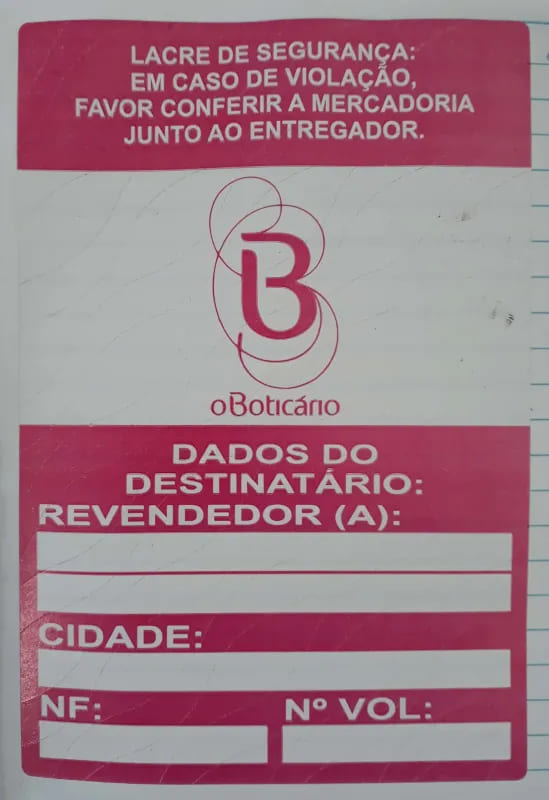 LACRE DE SEGURANÇA:
EM CASO DE VIOLAÇÃO,
FAVOR CONFERIR A MERCADORIA
JUNTO AO ENTREGADOR.
B
oBoticário
DADOS DO
DESTINATÁRIO:
REVENDEDOR (A):
CIDADE:
NF:
Nº VOL: